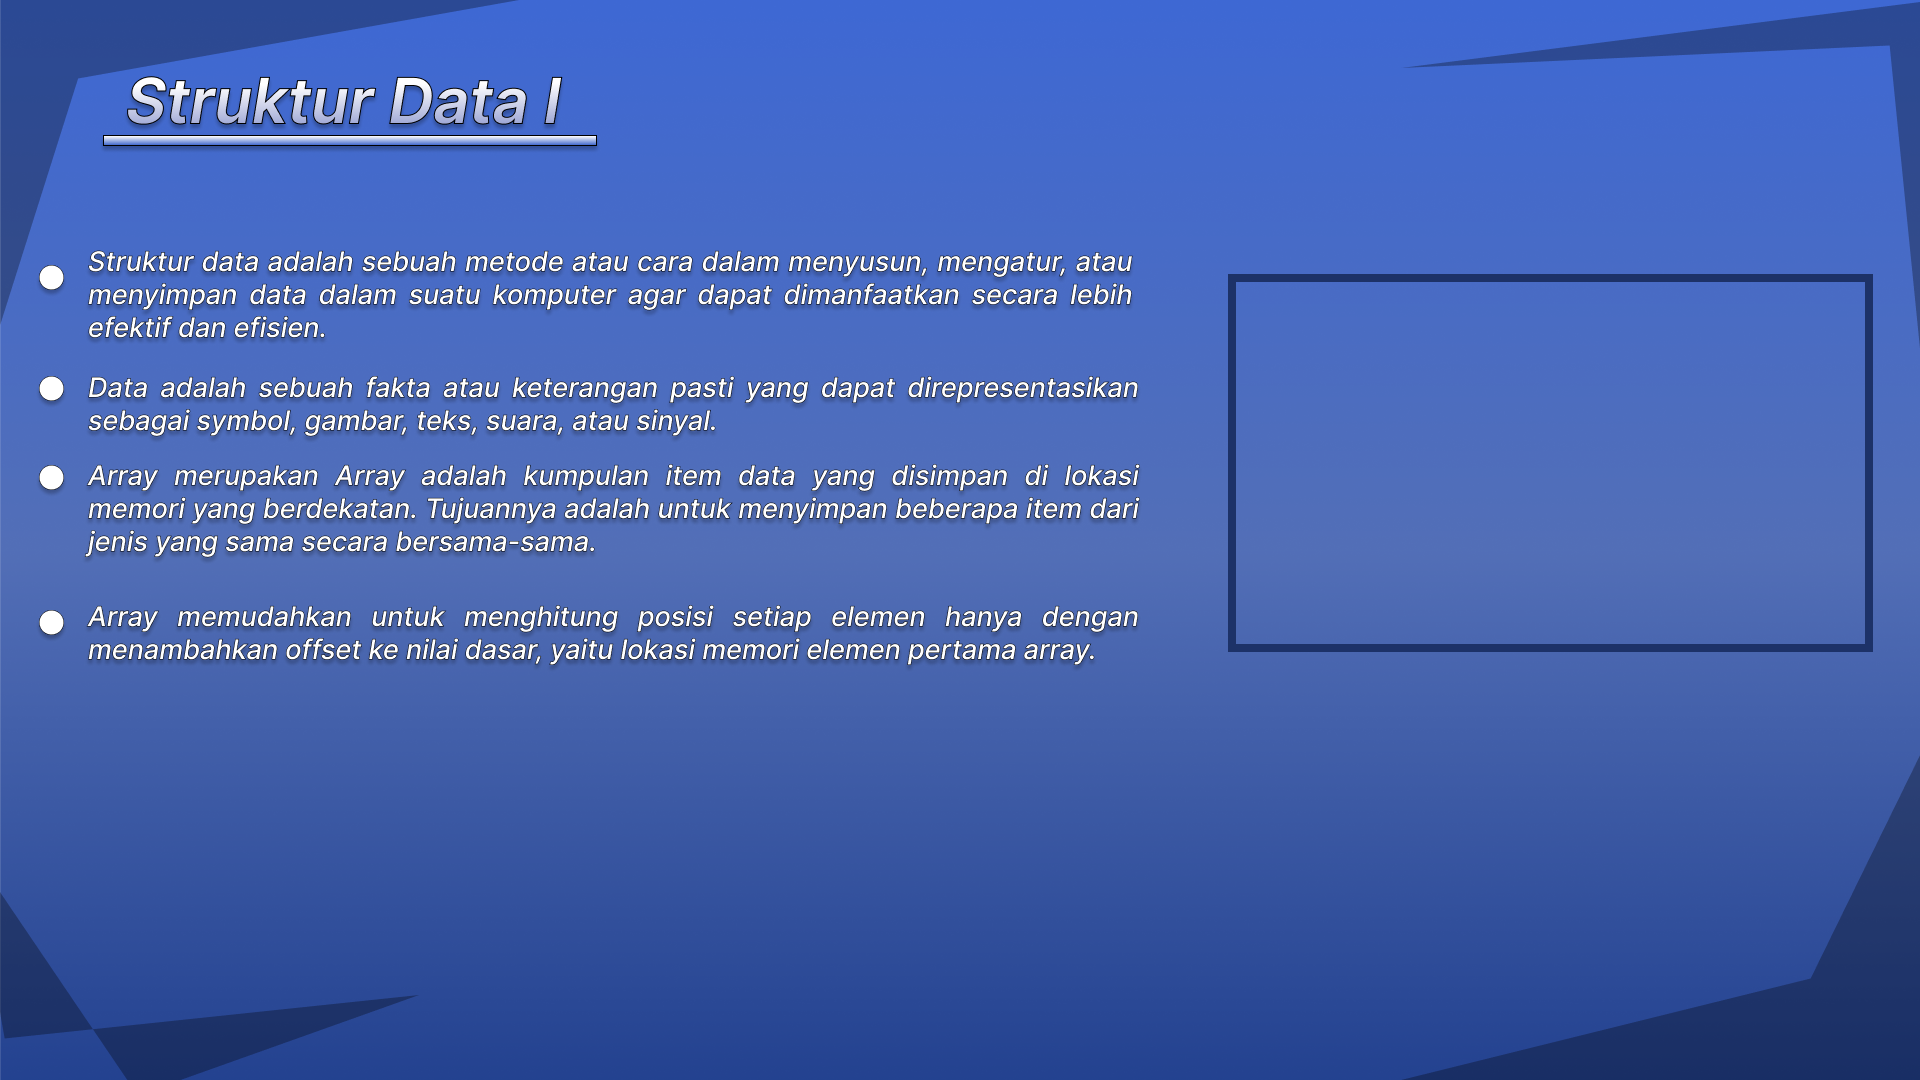 Struktur Data I
Struktur data adalah sebuah metode atau cara dalam menyusun, mengatur, atau
menyimpan data dalam suatu komputer agar dapat dimanfaatkan secara lebih
efektif dan efisien.
Data adalah sebuah fakta atau keterangan pasti yang dapat direpresentasikan
sebagai symbol, gambar, teks, suara, atau sinyal.
Array merupakan Array adalah kumpulan item data yang disimpan di lokasi
memori yang berdekatan. Tujuannya adalah untuk menyimpan beberapa item dari
jenis yang sama secara bersama-sama.
Array memudahkan untuk menghitung posisi setiap elemen hanya dengan
menambahkan offset ke nilai dasar, yaitu lokasi memori elemen pertama array.